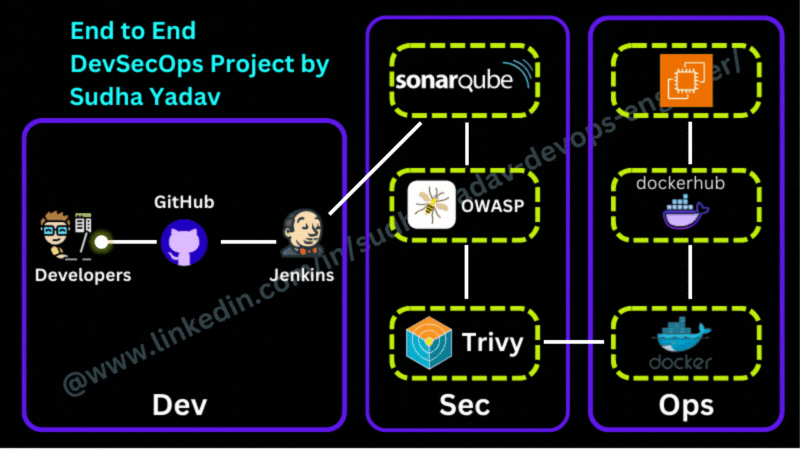 End to End
DevSecOps Project by
Sudha Yadav
GitHub
Developers
Jenkins
Dev
sonarqube
OWASP
Trivy
Sec
dockerhub
docker
Ops
@www.linkedin.com/in/sudha-yadav-devops-engineer/